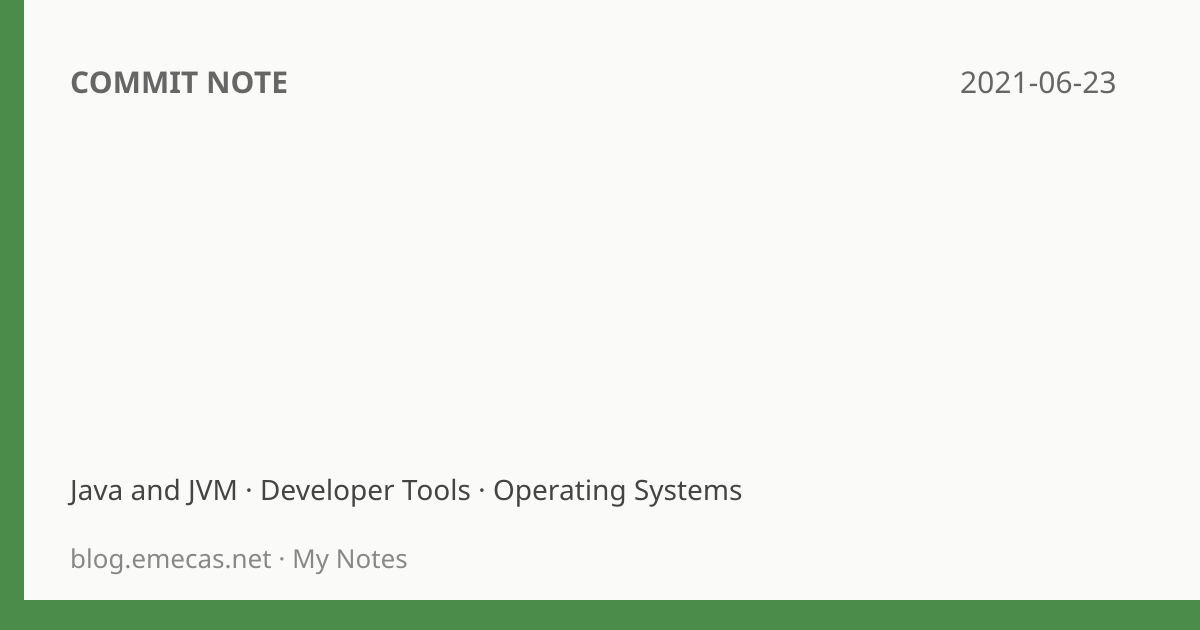 COMMIT NOTE
2021-06-23
Java and JVM · Developer Tools · Operating Systems
blog.emecas.net · My Notes